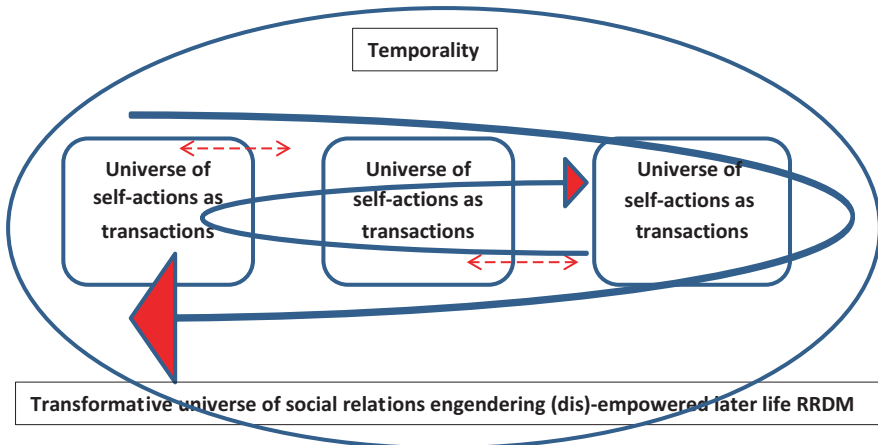 Temporality
Universe of
self-actions as
transactions
Universe of
self-actions as
transactions
Universe of
self-actions as
transactions
Transformative universe of social relations engendering (dis)-empowered later life RRDM